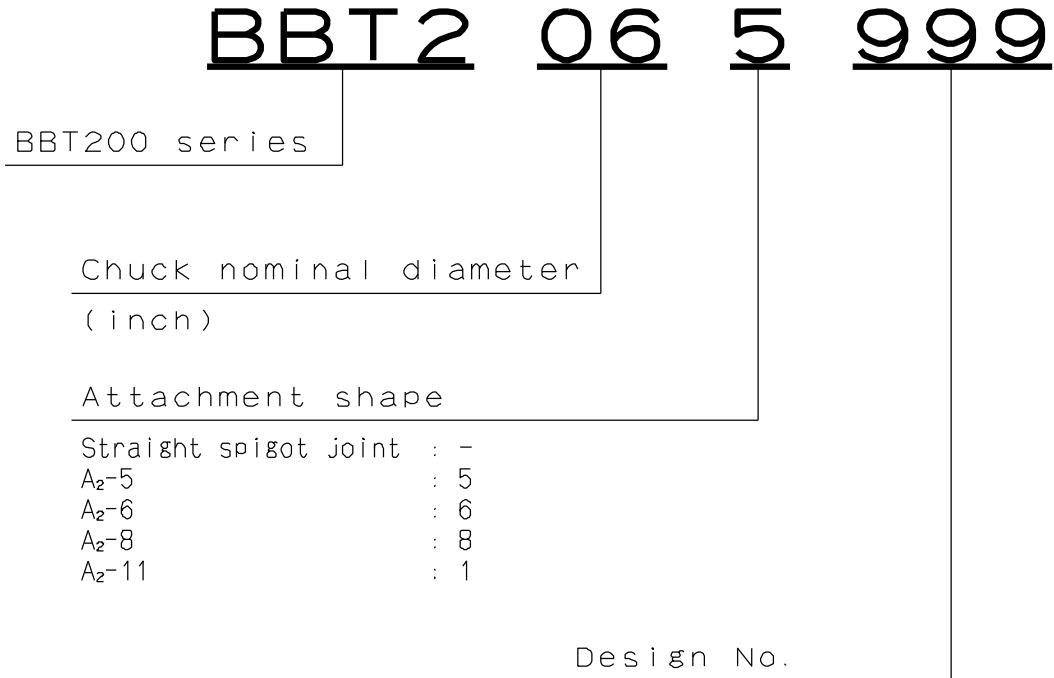 BBT2 06 5 999
BBT200 series
Chuck nominal diameter
(inch)
Attachment shape
Straight spigot joint : -
A₂-5 : 5
A₂-6 : 6
A₂-8 : 8
A₂-11 : 1
Design No.